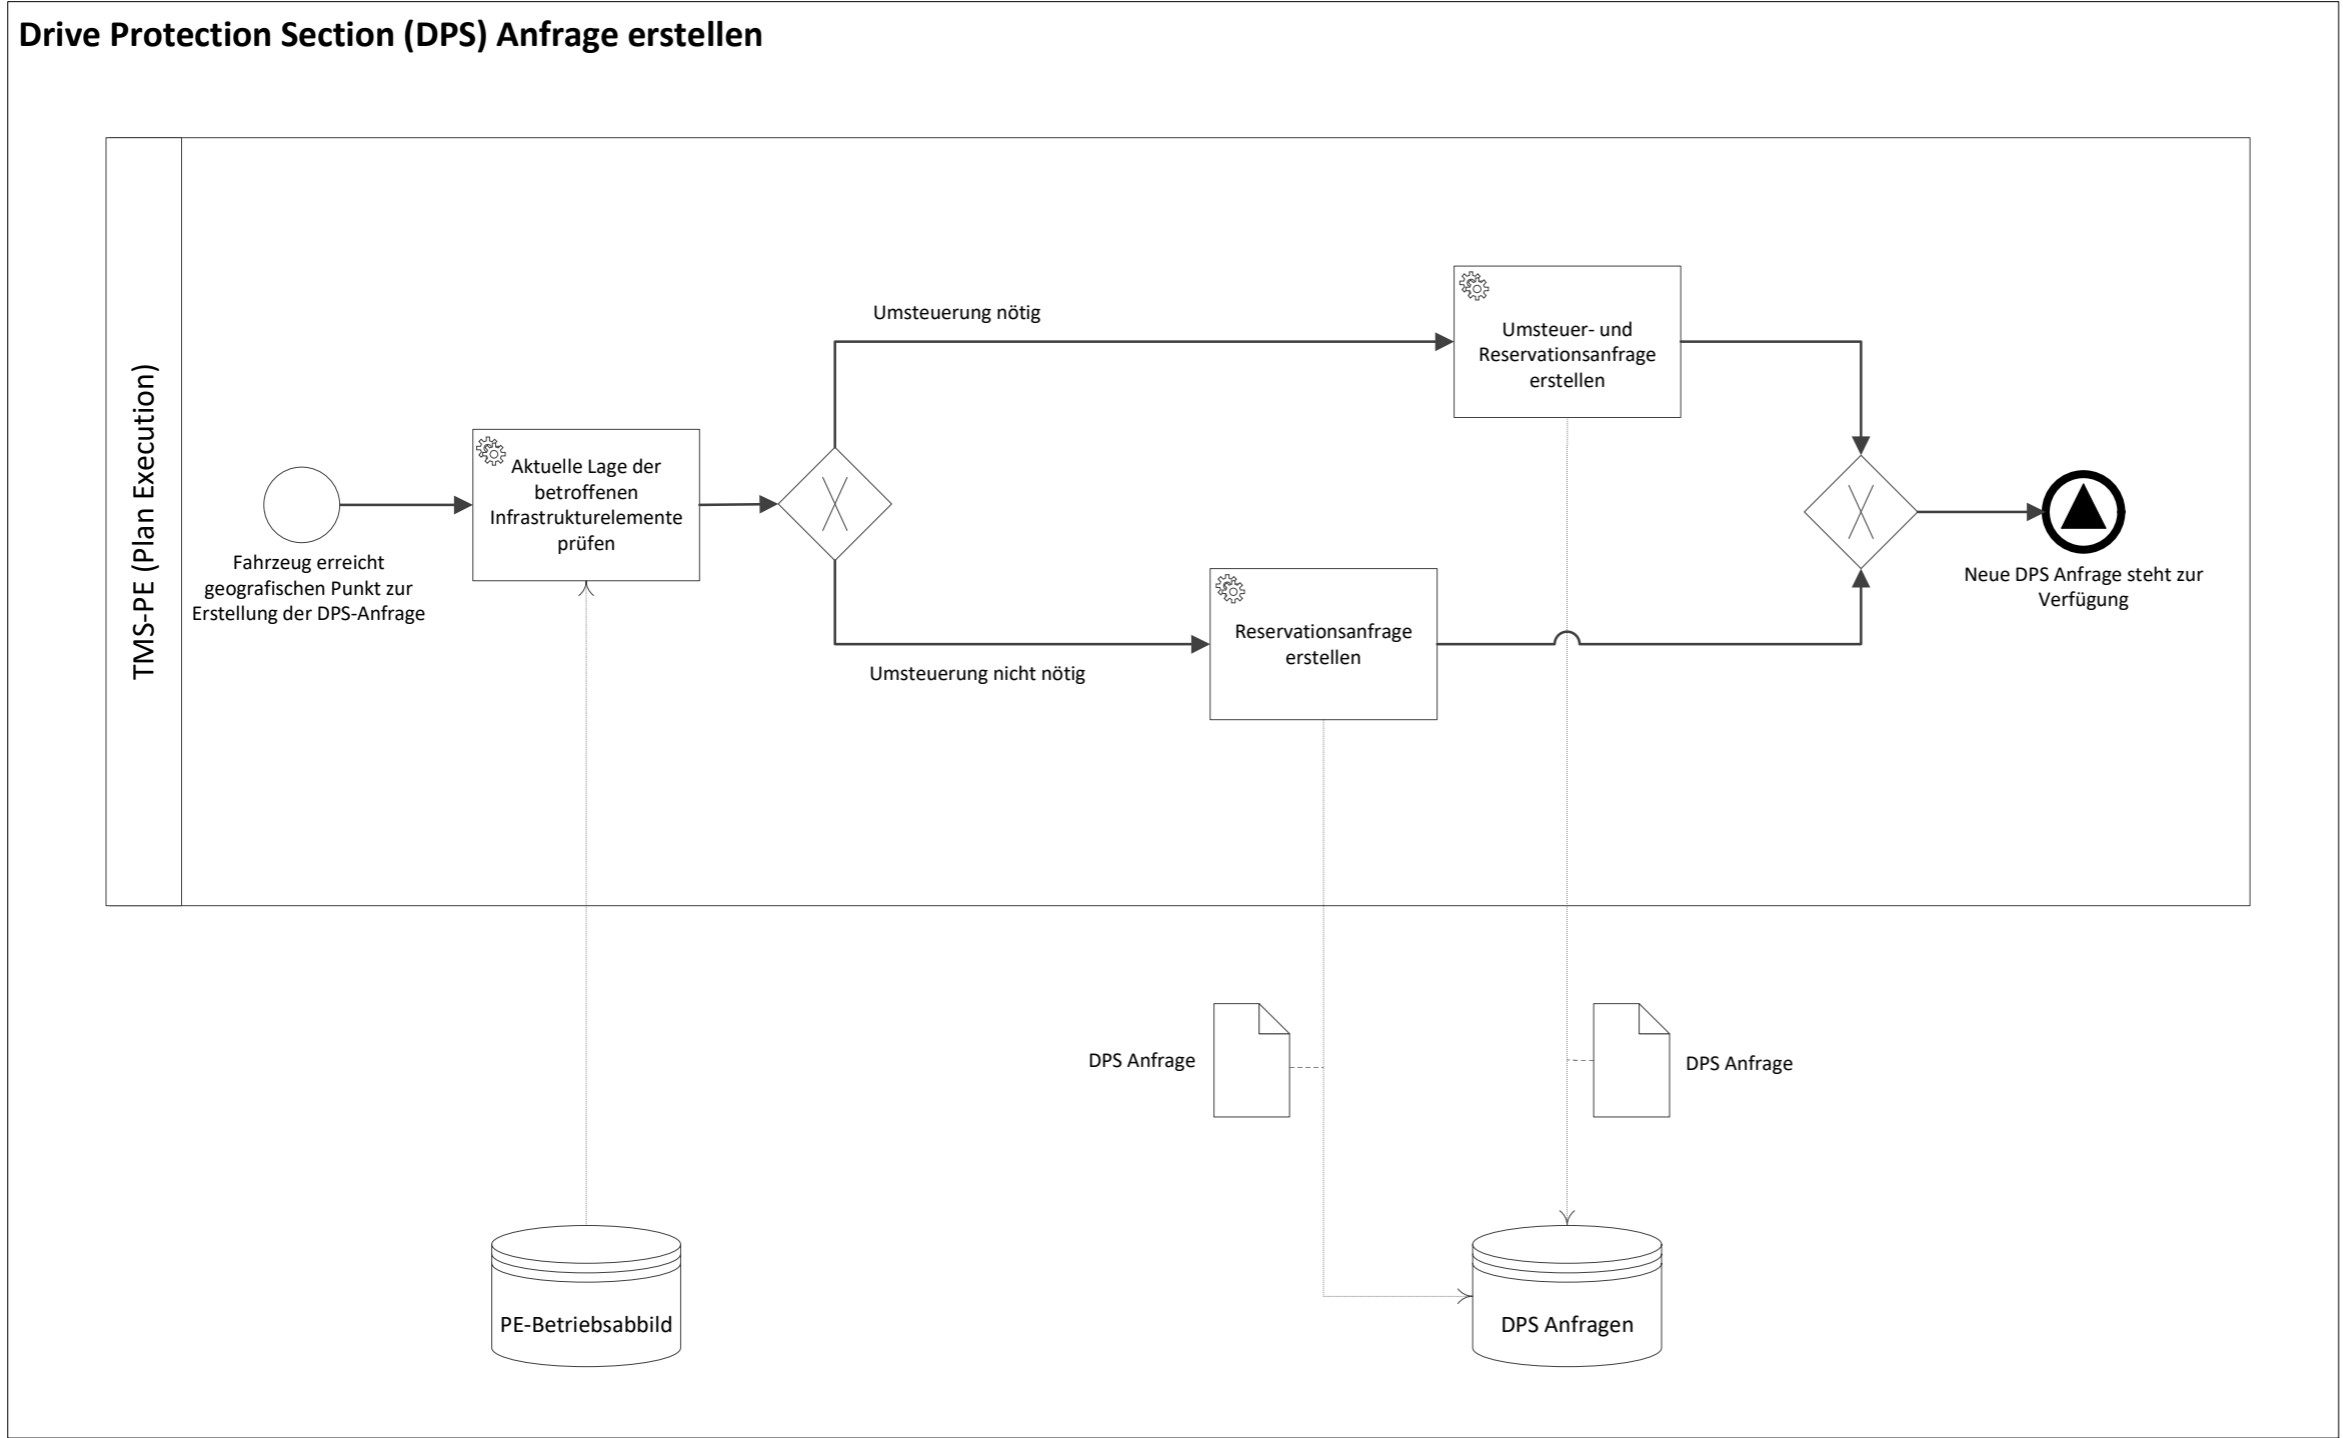 Drive Protection Section (DPS) Anfrage erstellen
TMS-PE (Plan Execution)
Fahrzeug erreicht
geografischen Punkt zur
Erstellung der DPS-Anfrage
Aktuelle Lage der
betroffenen
Infrastrukturelemente
prüfen
Umsteuerung nötig
Umsteuerung nicht nötig
Umsteuer- und
Reservationsanfrage
erstellen
Reservationsanfrage
erstellen
Neue DPS Anfrage steht zur
Verfügung
DPS Anfrage
DPS Anfrage
PE-Betriebsabbild
DPS Anfragen